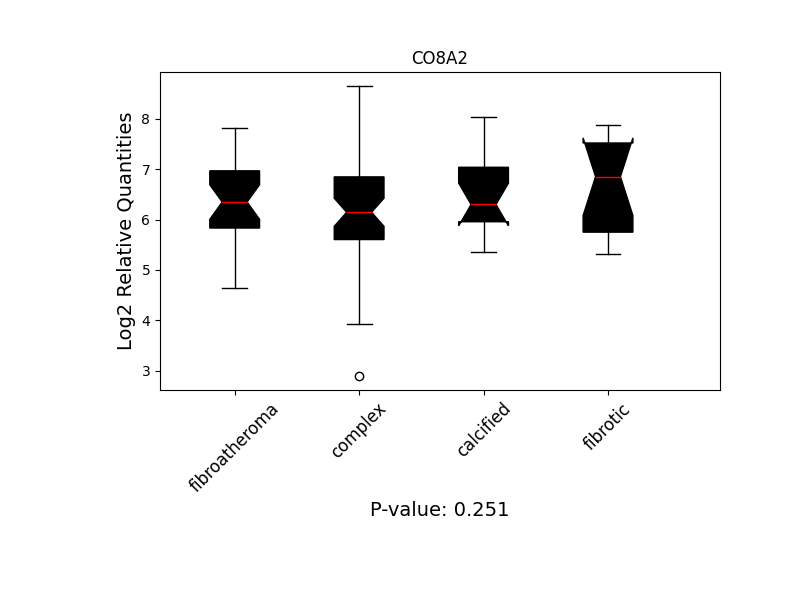 CO8A2
Log2 Relative Quantities
8
7
6
5
4
3
fibroatheroma
complex
calcified
fibrotic
P-value: 0.251